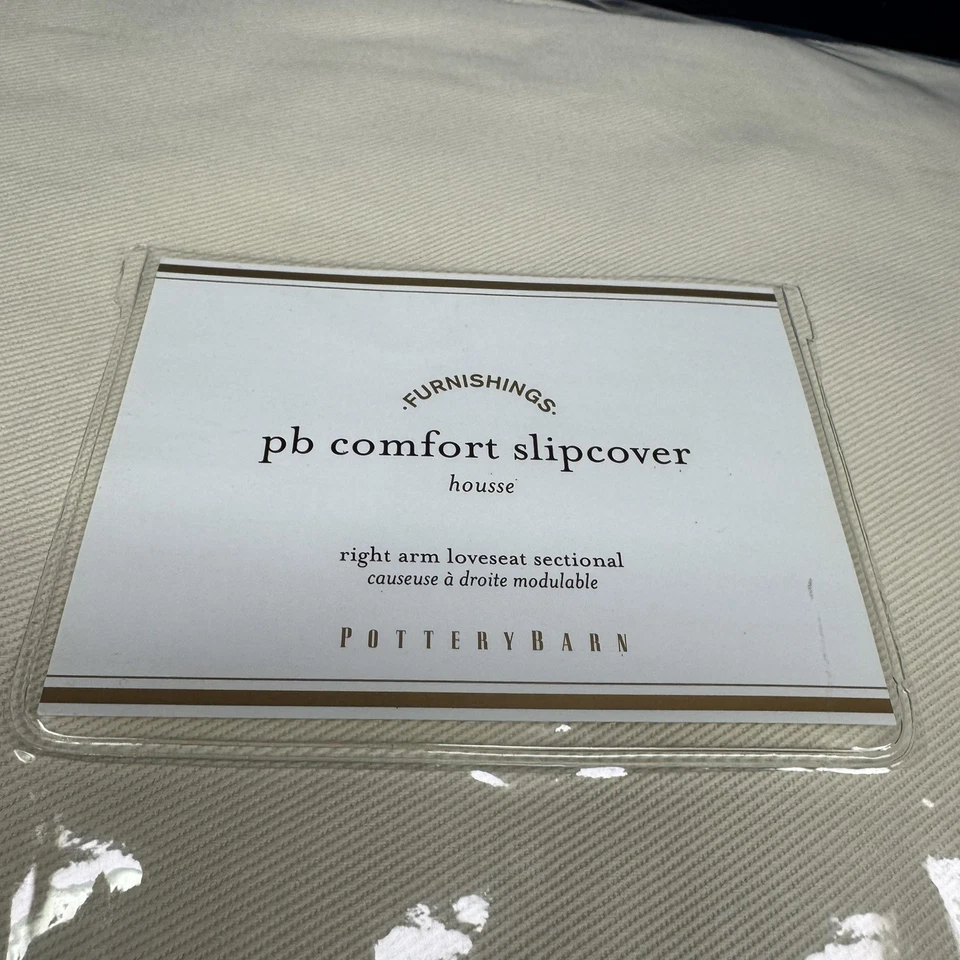 ·FURNISHINGS·
pb comfort slipcover
housse
right arm loveseat sectional
causeuse à droite modulable
POTTERYBARN